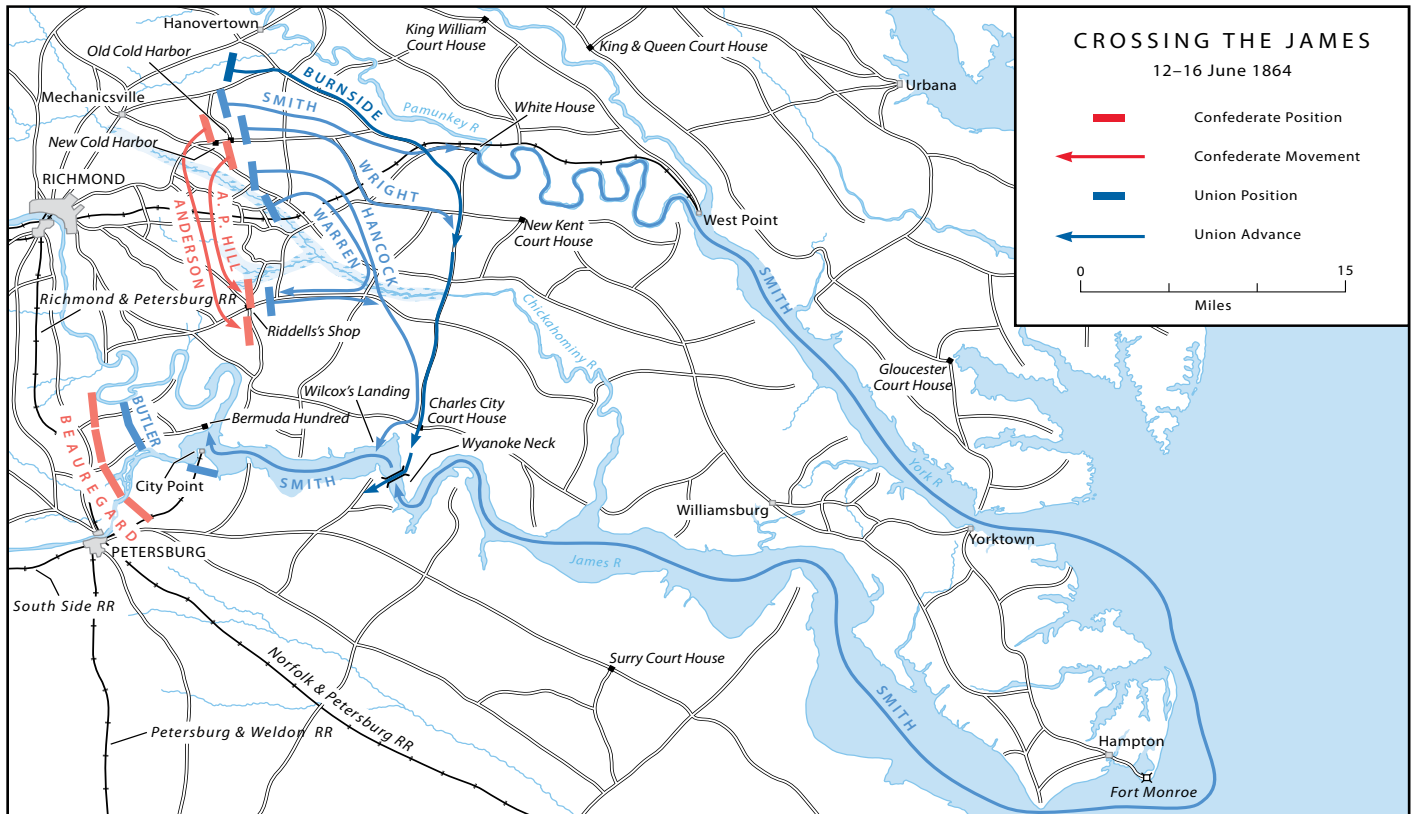 CROSSING THE JAMES
12–16 June 1864
Confederate Position
Confederate Movement
Union Position
Union Advance
0
15
Miles
Hanovertown
Old Cold Harbor
King William
Court House
King & Queen Court House
Urbana
Mechanicsville
BURNSIDE
SMITH
Pamunkey R
White House
New Cold Harbor
RICHMOND
WRIGHT
HANCOCK
WARREN
A. P. HILL
ANDERSON
New Kent
Court House
West Point
SMITH
Richmond & Petersburg RR
Riddells's Shop
Chickahominy R
Gloucester
Court House
Wilcox's Landing
Charles City
Court House
Bermuda Hundred
Wyanoke Neck
BUTLER
BEAUREGARD
City Point
SMITH
York R
Williamsburg
Yorktown
PETERSBURG
James R
South Side RR
Norfolk & Petersburg RR
Surry Court House
SMITH
Petersburg & Weldon RR
Hampton
Fort Monroe